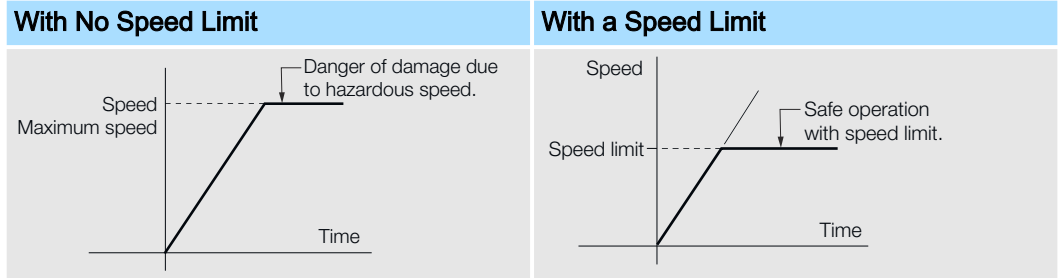 With No Speed Limit
Danger of damage due
to hazardous speed.
Speed
Maximum speed
Time
With a Speed Limit
Speed
Safe operation
with speed limit.
Speed limit
Time